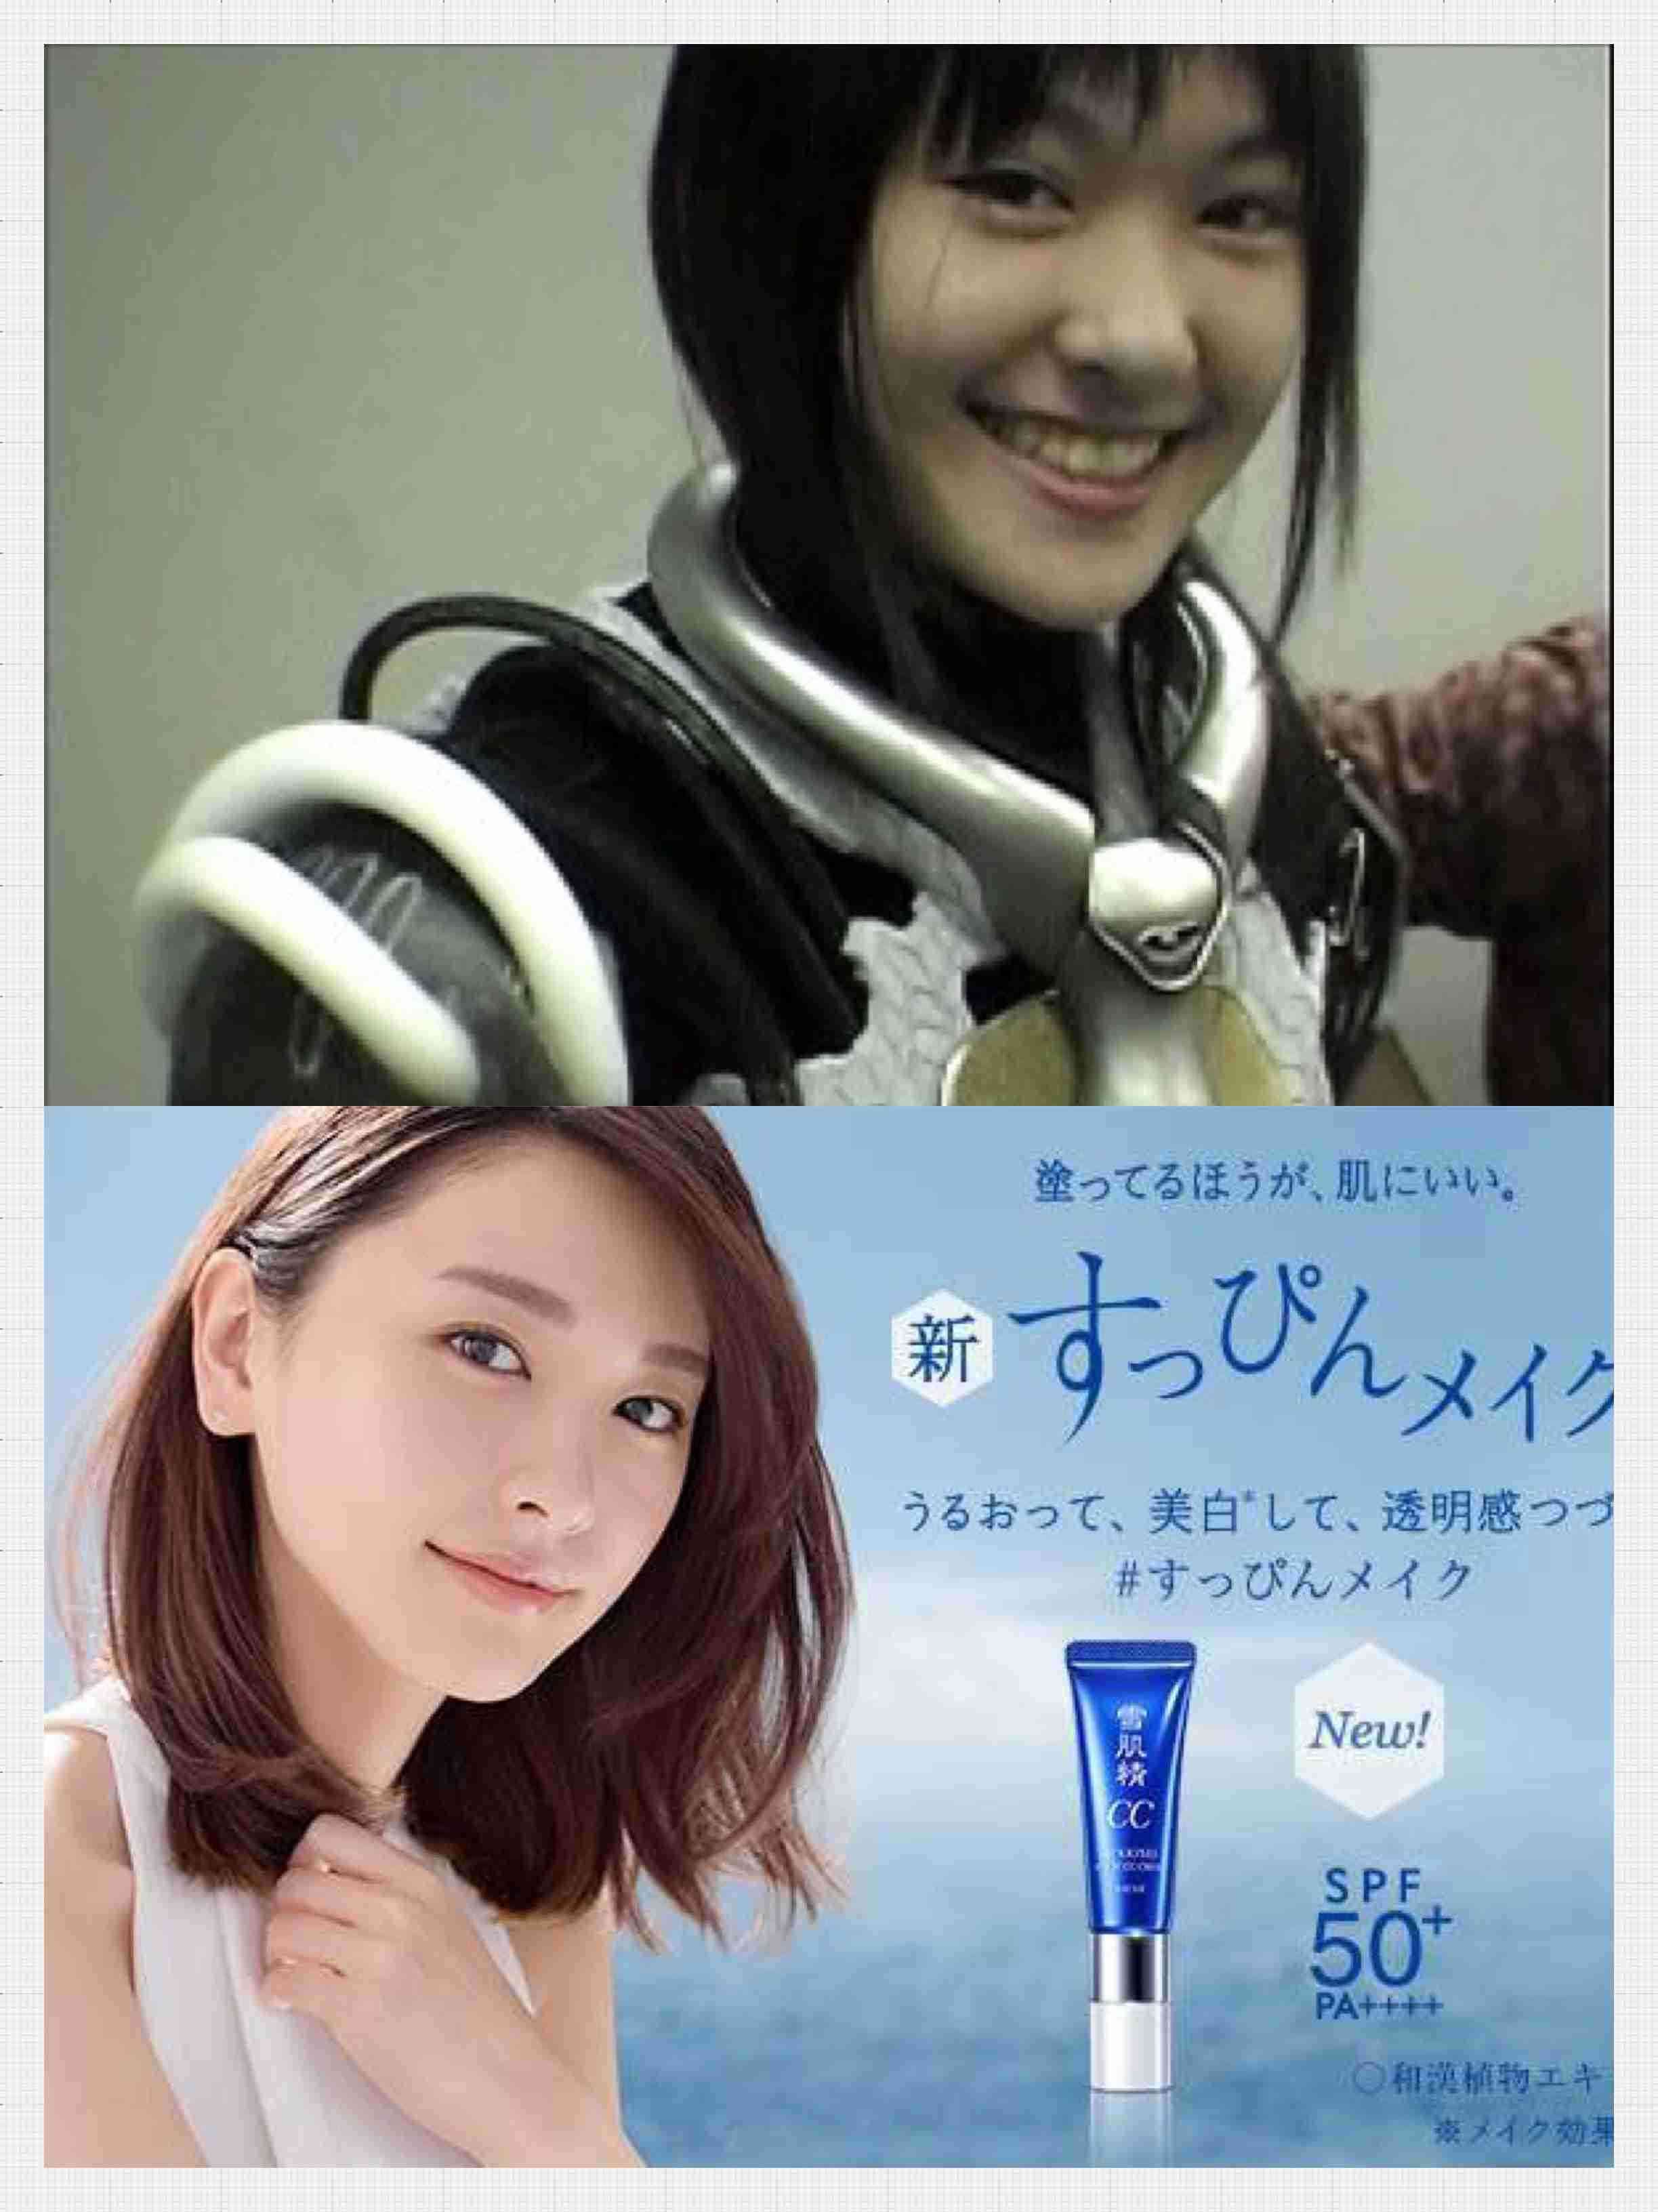 塗ってるほうが、肌にいい。
新 すっぴんメイク
うるおって、美白*して、透明感つづ
#すっぴんメイク
雪肌精
CC
New!
SPF
50+
PA++++
○和漢植物エキ
※メイク効果